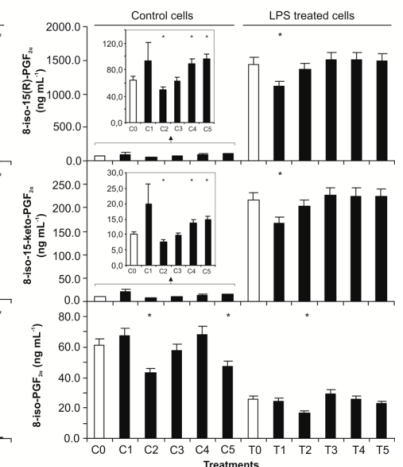 Control cells LPS treated cells
8-iso-15(R)-PGF2α
(ng mL-1)
2000.0
1500.0
1000.0
500.0
0.0
120,0
80,0
40,0
0,0
* * *
C0 C1 C2 C3 C4 C5
*
8-iso-15-keto-PGF2α
(ng mL-1)
250.0
200.0
150.0
100.0
50.0
0.0
30,0
25,0
20,0
15,0
10,0
5,0
0,0
* * *
C0 C1 C2 C3 C4 C5
*
8-iso-PGF2α (ng mL-1)
80.0
60.0
40.0
20.0
0.0
* * *
C0 C1 C2 C3 C4 C5 T0 T1 T2 T3 T4 T5
Treatments